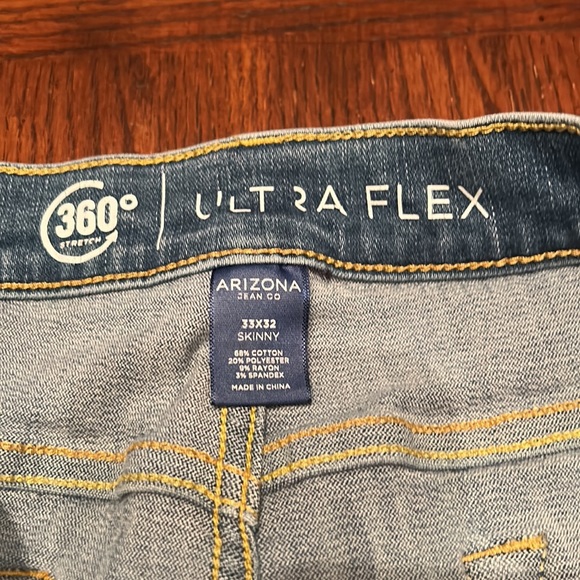 360°
STRETCH
ULTRA FLEX
ARIZONA
JEAN CO
33X32
SKINNY
68% COTTON
20% POLYESTER
9% RAYON
3% SPANDEX
MADE IN CHINA